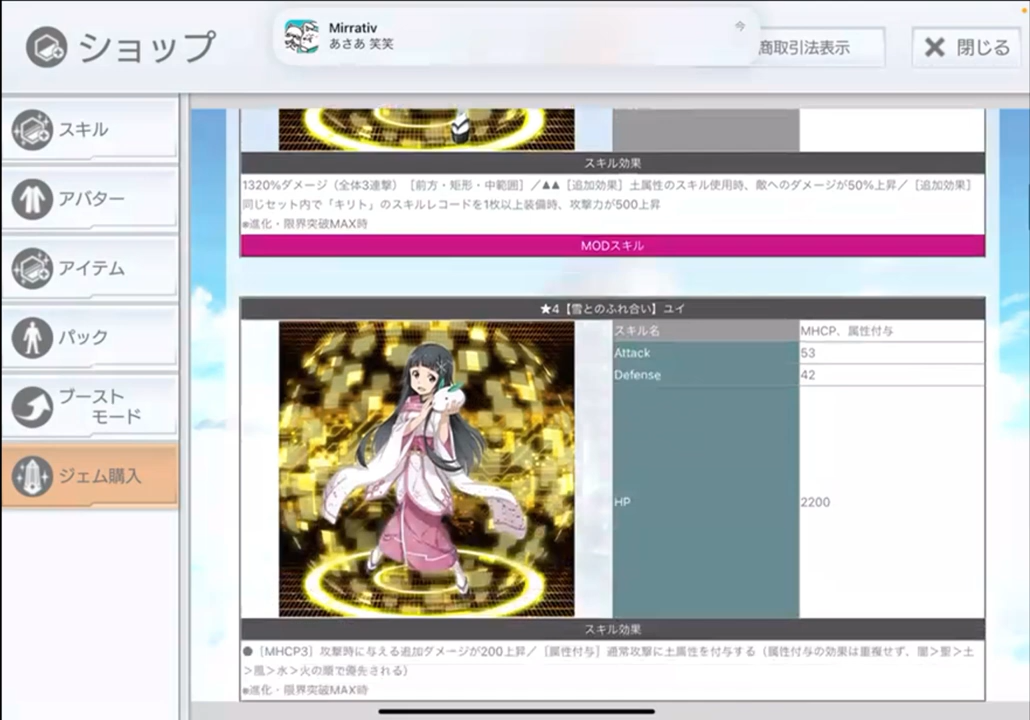 ショップ
Mirrativ
あさあ 笑笑
今
商取引法表示
閉じる
スキル
アバター
アイテム
パック
ブースト
モード
ジェム購入
スキル効果
1320%ダメージ（全体3連撃）［前方・矩形・中範囲］／▲▲［追加効果］土属性のスキル使用時、敵へのダメージが50%上昇／［追加効果］
同じセット内で「キリト」のスキルレコードを1枚以上装備時、攻撃力が500上昇
※進化・限界突破MAX時
MODスキル
★4【雪とのふれ合い】ユイ
スキル名 MHCP、属性付与
Attack 53
Defense 42
HP 2200
スキル効果
●［MHCP3］攻撃時に与える追加ダメージが200上昇／［属性付与］通常攻撃に土属性を付与する（属性付与の効果は重複せず、闇＞聖＞土
＞風＞水＞火の順で優先される）
※進化・限界突破MAX時